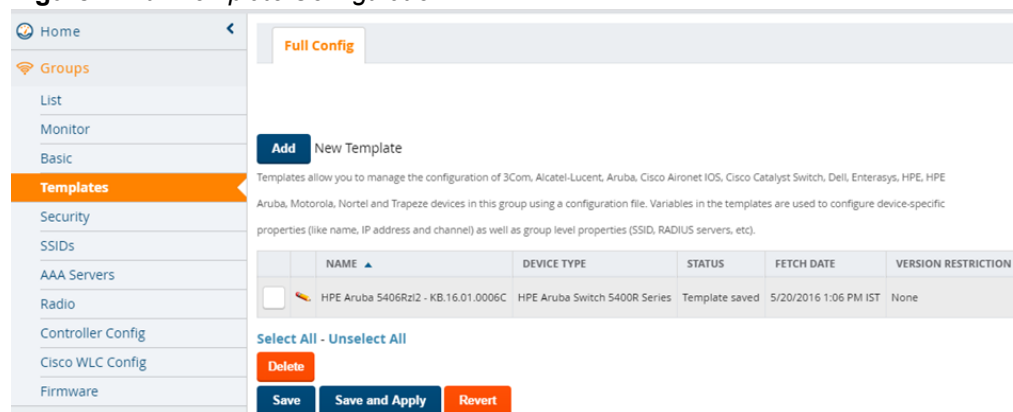 Home
Full Config
Groups
List
Monitor
Add New Template
Basic
Templates
Templates allow you to manage the configuration of 3Com, Alcatel-Lucent, Aruba, Cisco Aironet IOS, Cisco Catalyst Switch, Dell, Enterasys, HPE, HPE
Aruba, Motorola, Nortel and Trapeze devices in this group using a configuration file. Variables in the templates are used to configure device-specific
properties (like name, IP address and channel) as well as group level properties (SSID, RADIUS servers, etc).
Security
SSIDs
AAA Servers
Radio
Controller Config
Cisco WLC Config
Firmware
NAME DEVICE TYPE STATUS FETCH DATE VERSION RESTRICTION
HPE Aruba 5406Rzl2 - KB.16.01.0006C HPE Aruba Switch 5400R Series Template saved 5/20/2016 1:06 PM IST None
Select All - Unselect All
Delete
Save Save and Apply Revert